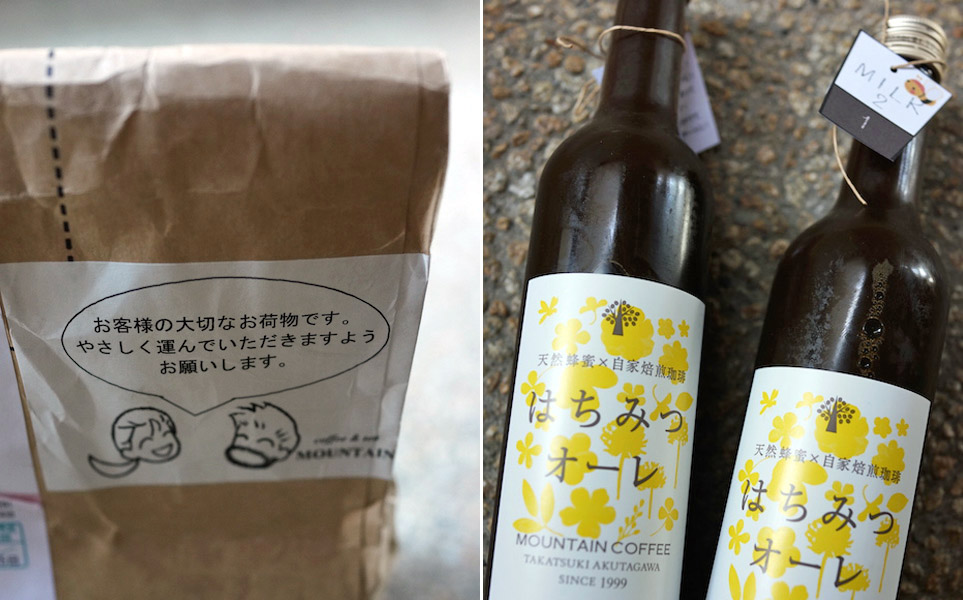 お客様の大切なお荷物です。
やさしく運んでいただきますよう
お願いします。
coffee & tea
MOUNTAIN
天然蜂蜜×自家焙煎珈琲
はちみつ
オーレ
MOUNTAIN COFFEE
TAKATSUKI AKUTAGAWA
SINCE 1999
MILK
2
1
天然蜂蜜×自家焙煎珈琲
はちみつ
オーレ